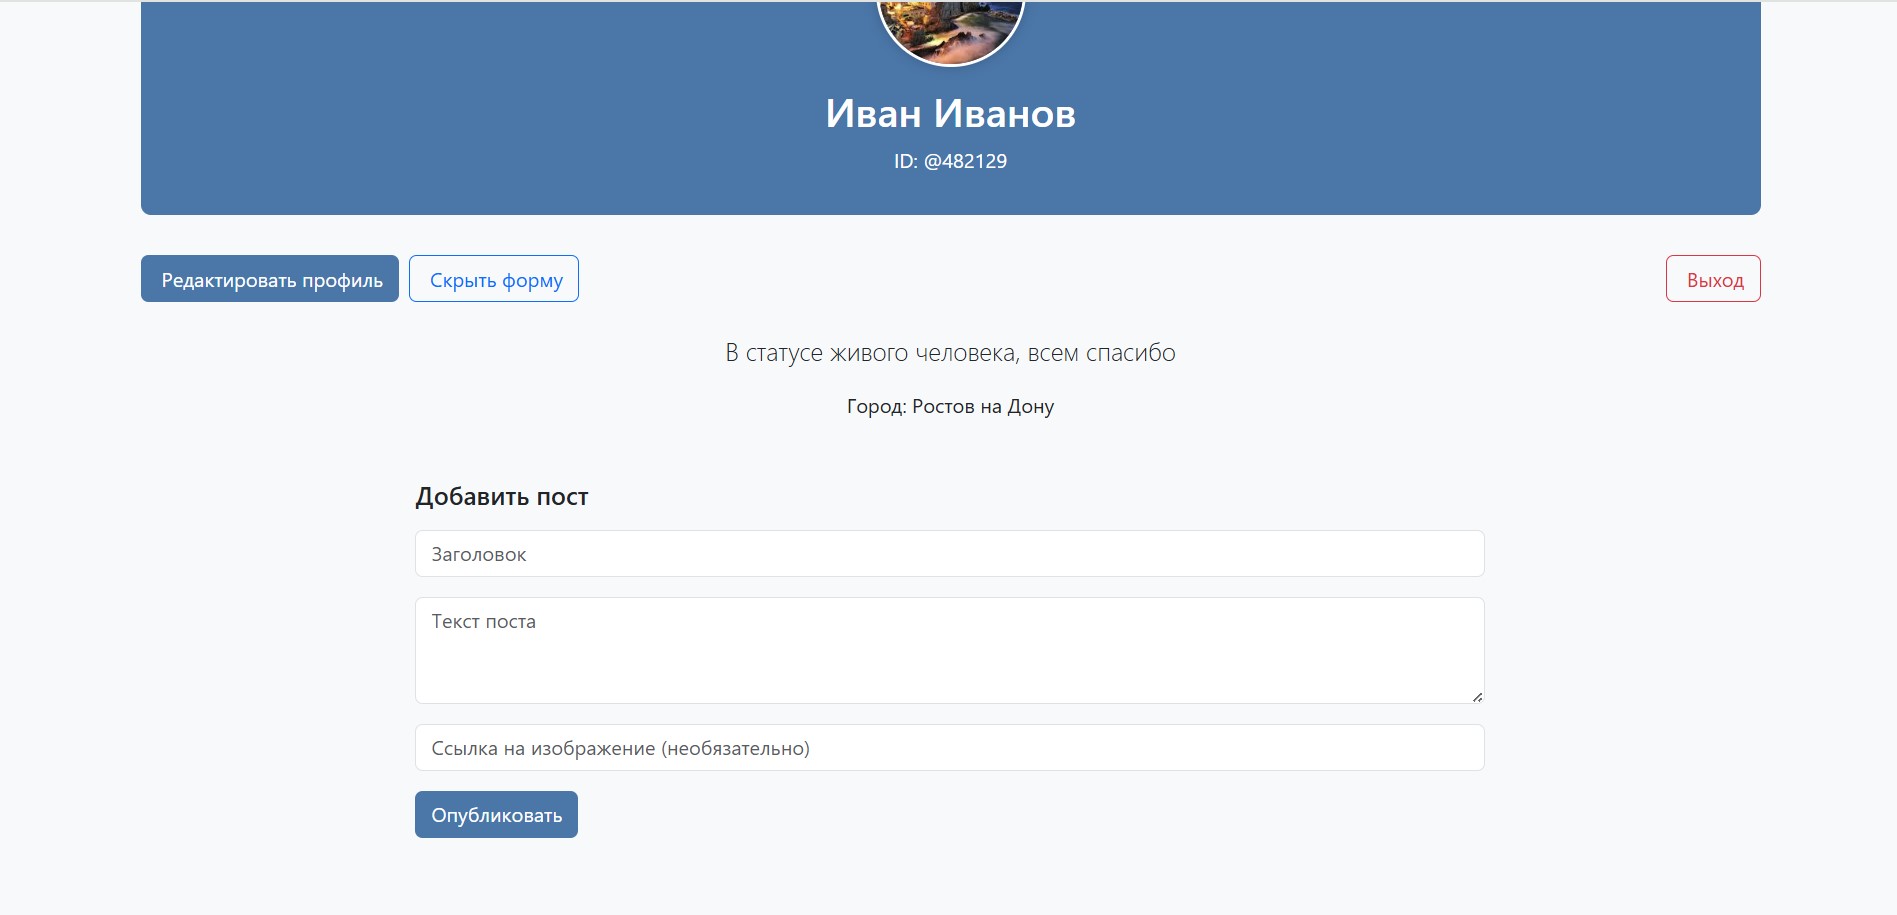 Иван Иванов
ID: @482129
Редактировать профиль
Скрыть форму
Выход
В статусе живого человека, всем спасибо
Город: Ростов на Дону
Добавить пост
Заголовок
Текст поста
Ссылка на изображение (необязательно)
Опубликовать